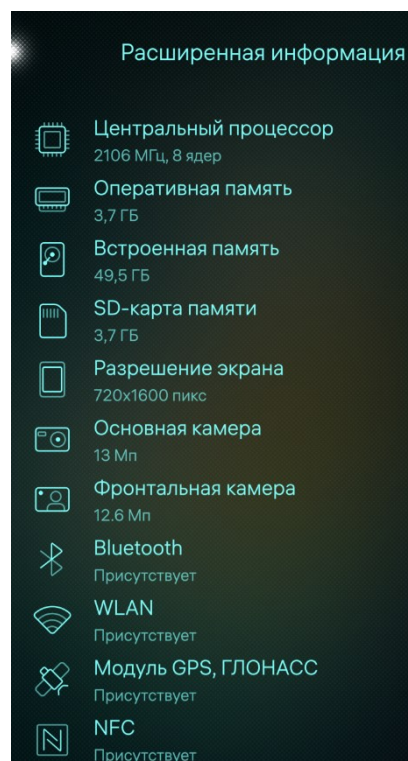 Расширенная информация
Центральный процессор
2106 МГц, 8 ядер
Оперативная память
3,7 ГБ
Встроенная память
49,5 ГБ
SD-карта памяти
3,7 ГБ
Разрешение экрана
720x1600 пикс
Основная камера
13 Мп
Фронтальная камера
12.6 Мп
Bluetooth
Присутствует
WLAN
Присутствует
Модуль GPS, ГЛОНАСС
Присутствует
NFC
Присутствует